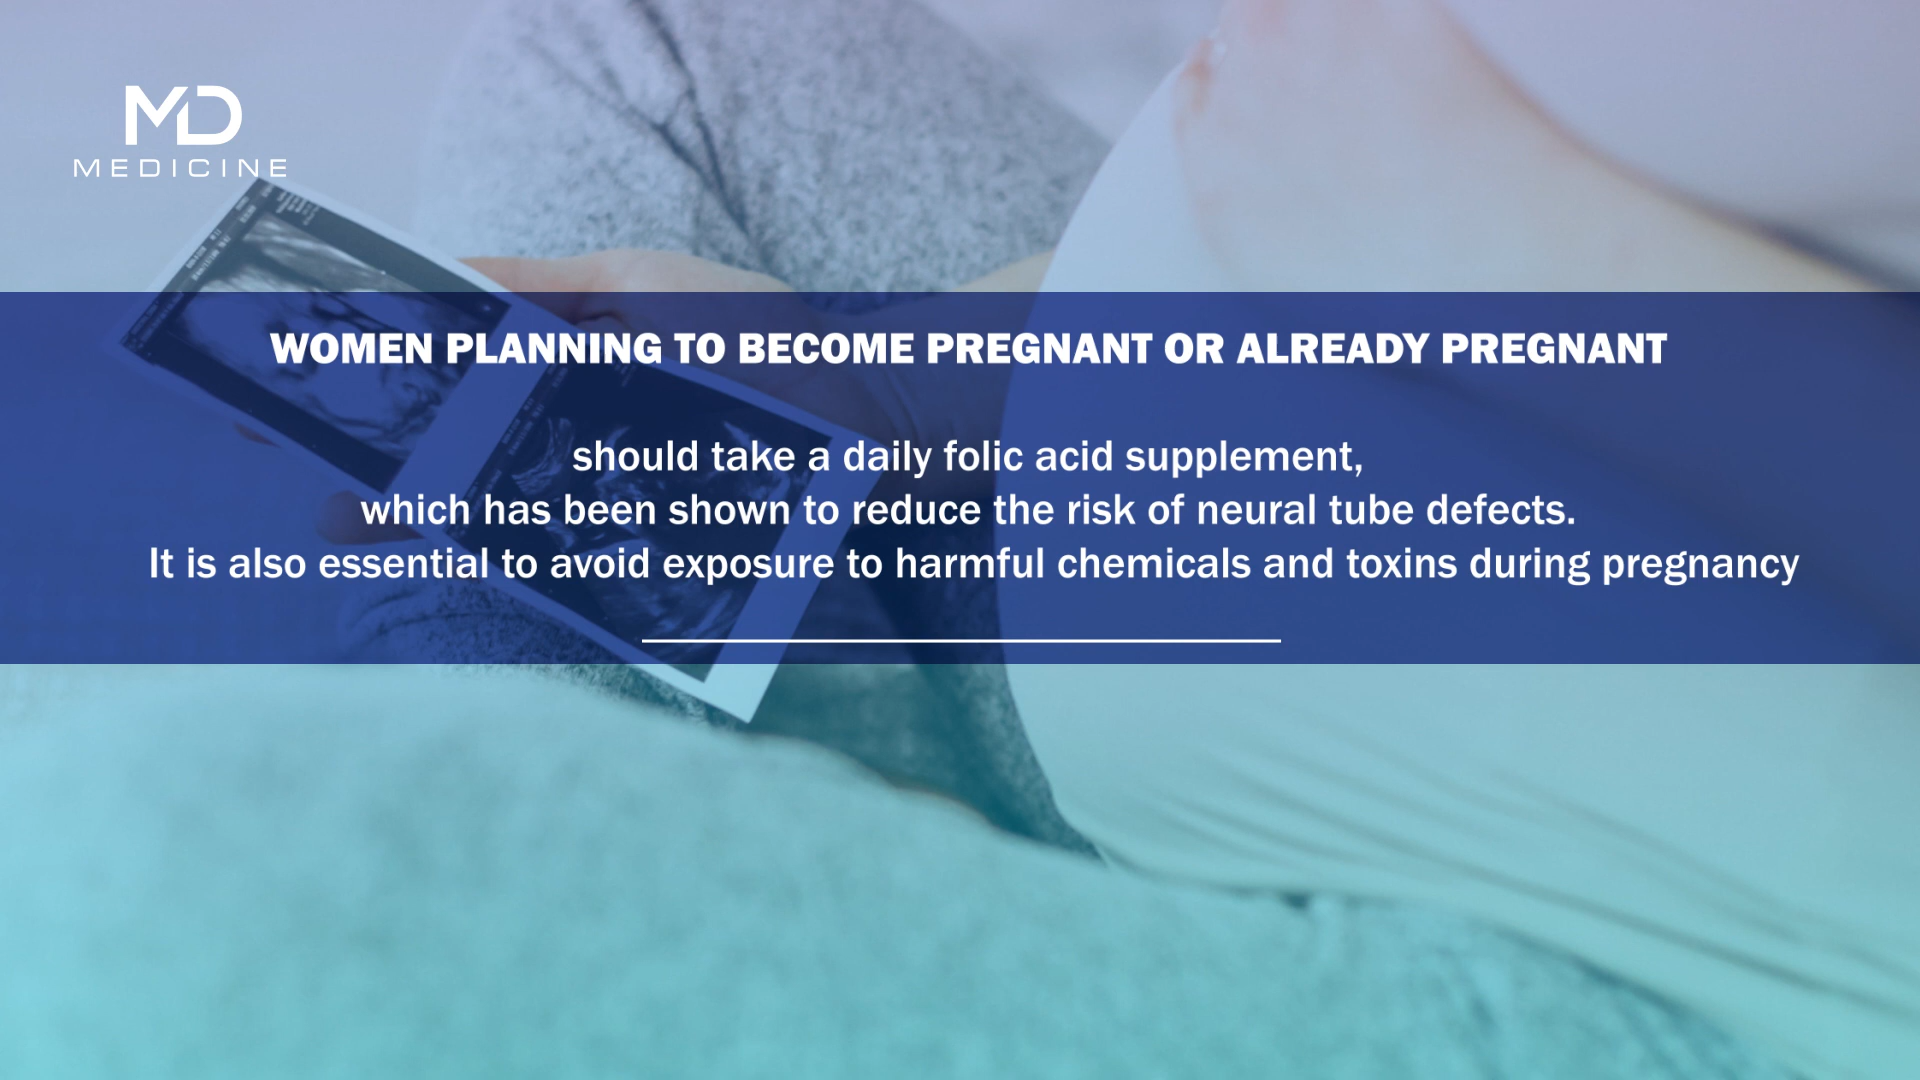 MD
MEDICINE
WOMEN PLANNING TO BECOME PREGNANT OR ALREADY PREGNANT
should take a daily folic acid supplement,
which has been shown to reduce the risk of neural tube defects.
It is also essential to avoid exposure to harmful chemicals and toxins during pregnancy